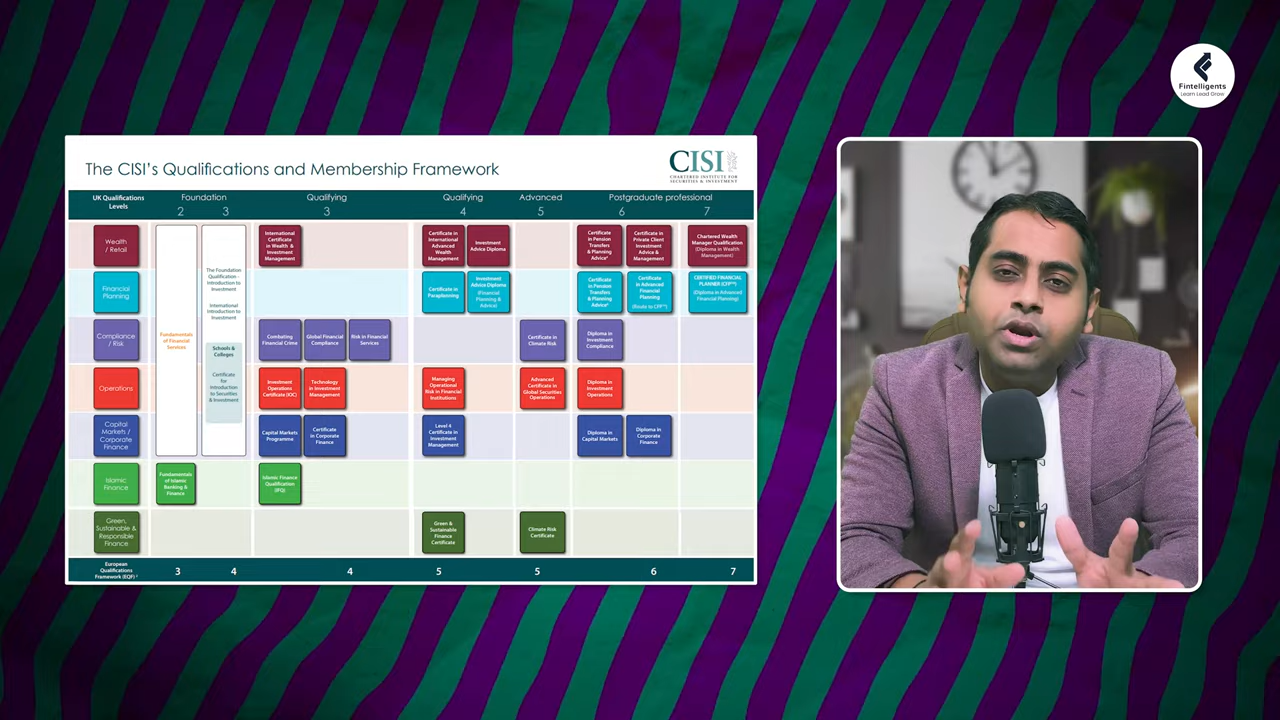 Fintelligents
Learn Lead Grow
The CISI's Qualifications and Membership Framework
CISI
CHARTERED INSTITUTE FOR
SECURITIES & INVESTMENT
UK Qualifications
Levels
Foundation
2 3
Qualifying
3
Qualifying
4
Advanced
5
Postgraduate professional
6 7
Wealth
/ Retail
International
Certificate
in Wealth &
Investment
Management
Certificate in
International
Advanced
Wealth
Management
Investment
Advice Diploma
Certificate
in Pension
Transfers
& Planning
Advice*
Certificate in
Private Client
Investment
Advice &
Management
Chartered Wealth
Manager Qualification
(Diploma in Wealth
Management)
Financial
Planning
Certificate in
Paraplanning
Investment
Advice Diploma
(Financial
Planning &
Advice)
Certificate
in Pension
Transfers
& Planning
Advice*
Certificate
in Advanced
Financial
Planning
(Route to CFP™)
CERTIFIED FINANCIAL
PLANNER (CFP™)
(Diploma in Advanced
Financial Planning)
Fundamentals
of Financial
Services
The Foundation
Qualification -
Introduction to
Investment
International
Introduction to
Investment
Schools &
Colleges
Certificate
for
Introduction
to Securities
& Investment
Compliance
/ Risk
Combating
Financial Crime
Global Financial
Compliance
Risk in Financial
Services
Certificate in
Climate Risk
Diploma in
Investment
Compliance
Operations
Investment
Operations
Certificate (IOC)
Technology
in Investment
Management
Managing
Operational
Risk in Financial
Institutions
Advanced
Certificate in
Global Securities
Operations
Diploma in
Investment
Operations
Capital
Markets /
Corporate
Finance
Capital Markets
Programme
Certificate
in Corporate
Finance
Level 4
Certificate in
Investment
Management
Diploma in
Capital Markets
Diploma in
Corporate
Finance
Islamic
Finance
Fundamentals
of Islamic
Banking &
Finance
Islamic Finance
Qualification
(IFQ)
Green,
Sustainable &
Responsible
Finance
Green &
Sustainable
Finance
Certificate
Climate Risk
Certificate
European
Qualifications
Framework (EQF)
3 4 4 5 5 6 7